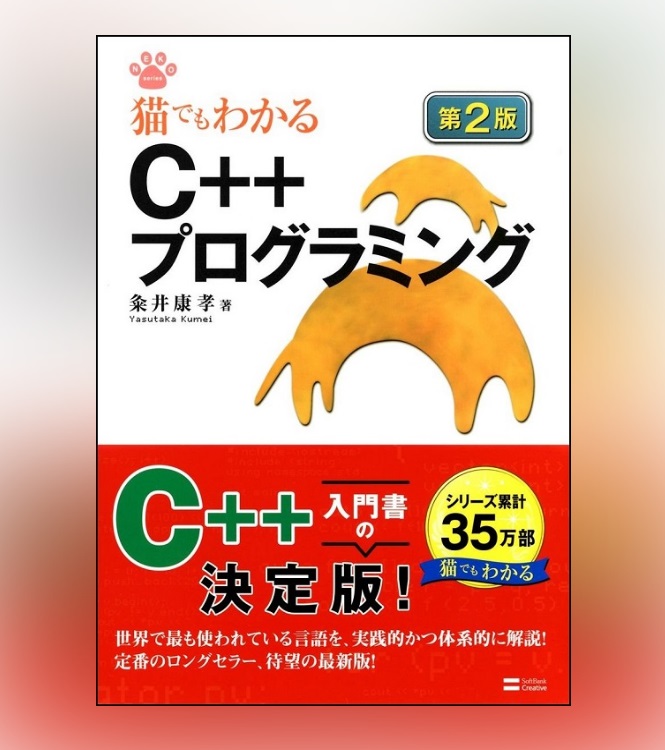 NEKO
series
猫でもわかる
第2版
C++
プログラミング
粂井康孝 著
Yasutaka Kumei
C++
入門書
の
決定版!
シリーズ累計
35万部
猫でもわかる
世界で最も使われている言語を、実践的かつ体系的に解説!
定番のロングセラー、待望の最新版!
SoftBank
Creative